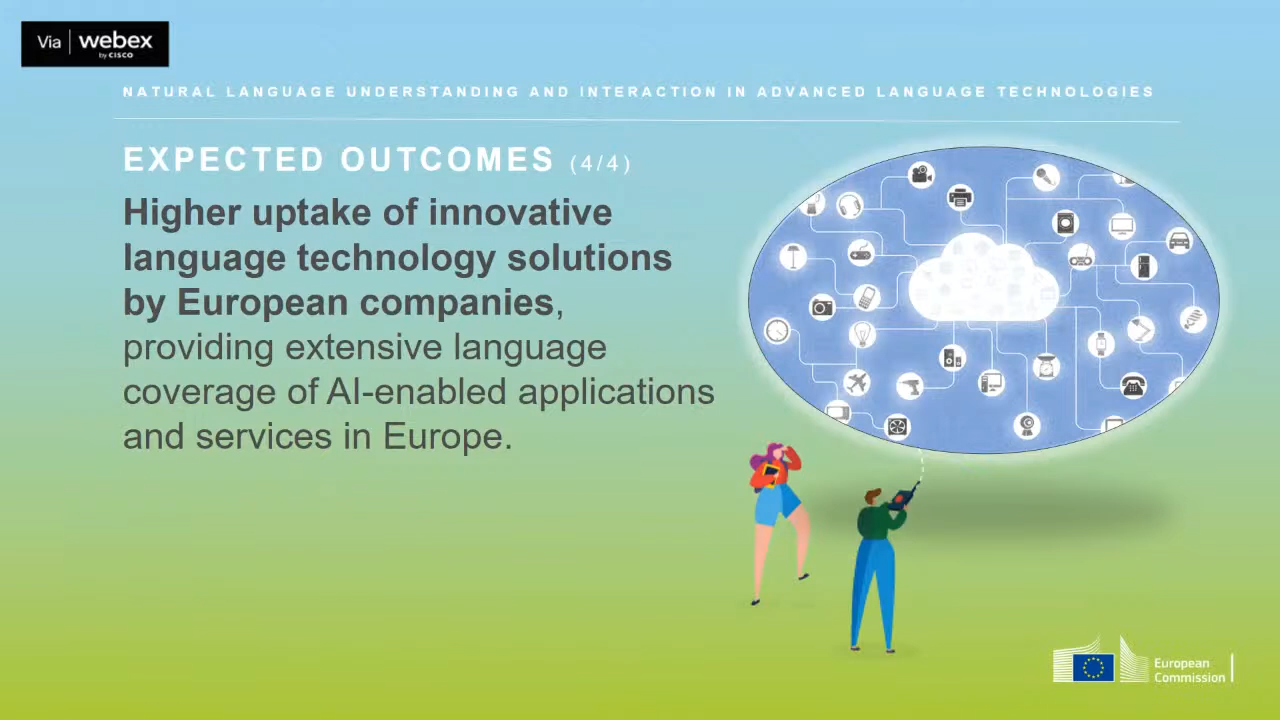 Via | webex
by CISCO
NATURAL LANGUAGE UNDERSTANDING AND INTERACTION IN ADVANCED LANGUAGE TECHNOLOGIES
EXPECTED OUTCOMES (4/4)
Higher uptake of innovative
language technology solutions
by European companies,
providing extensive language
coverage of AI-enabled applications
and services in Europe.
European
Commission